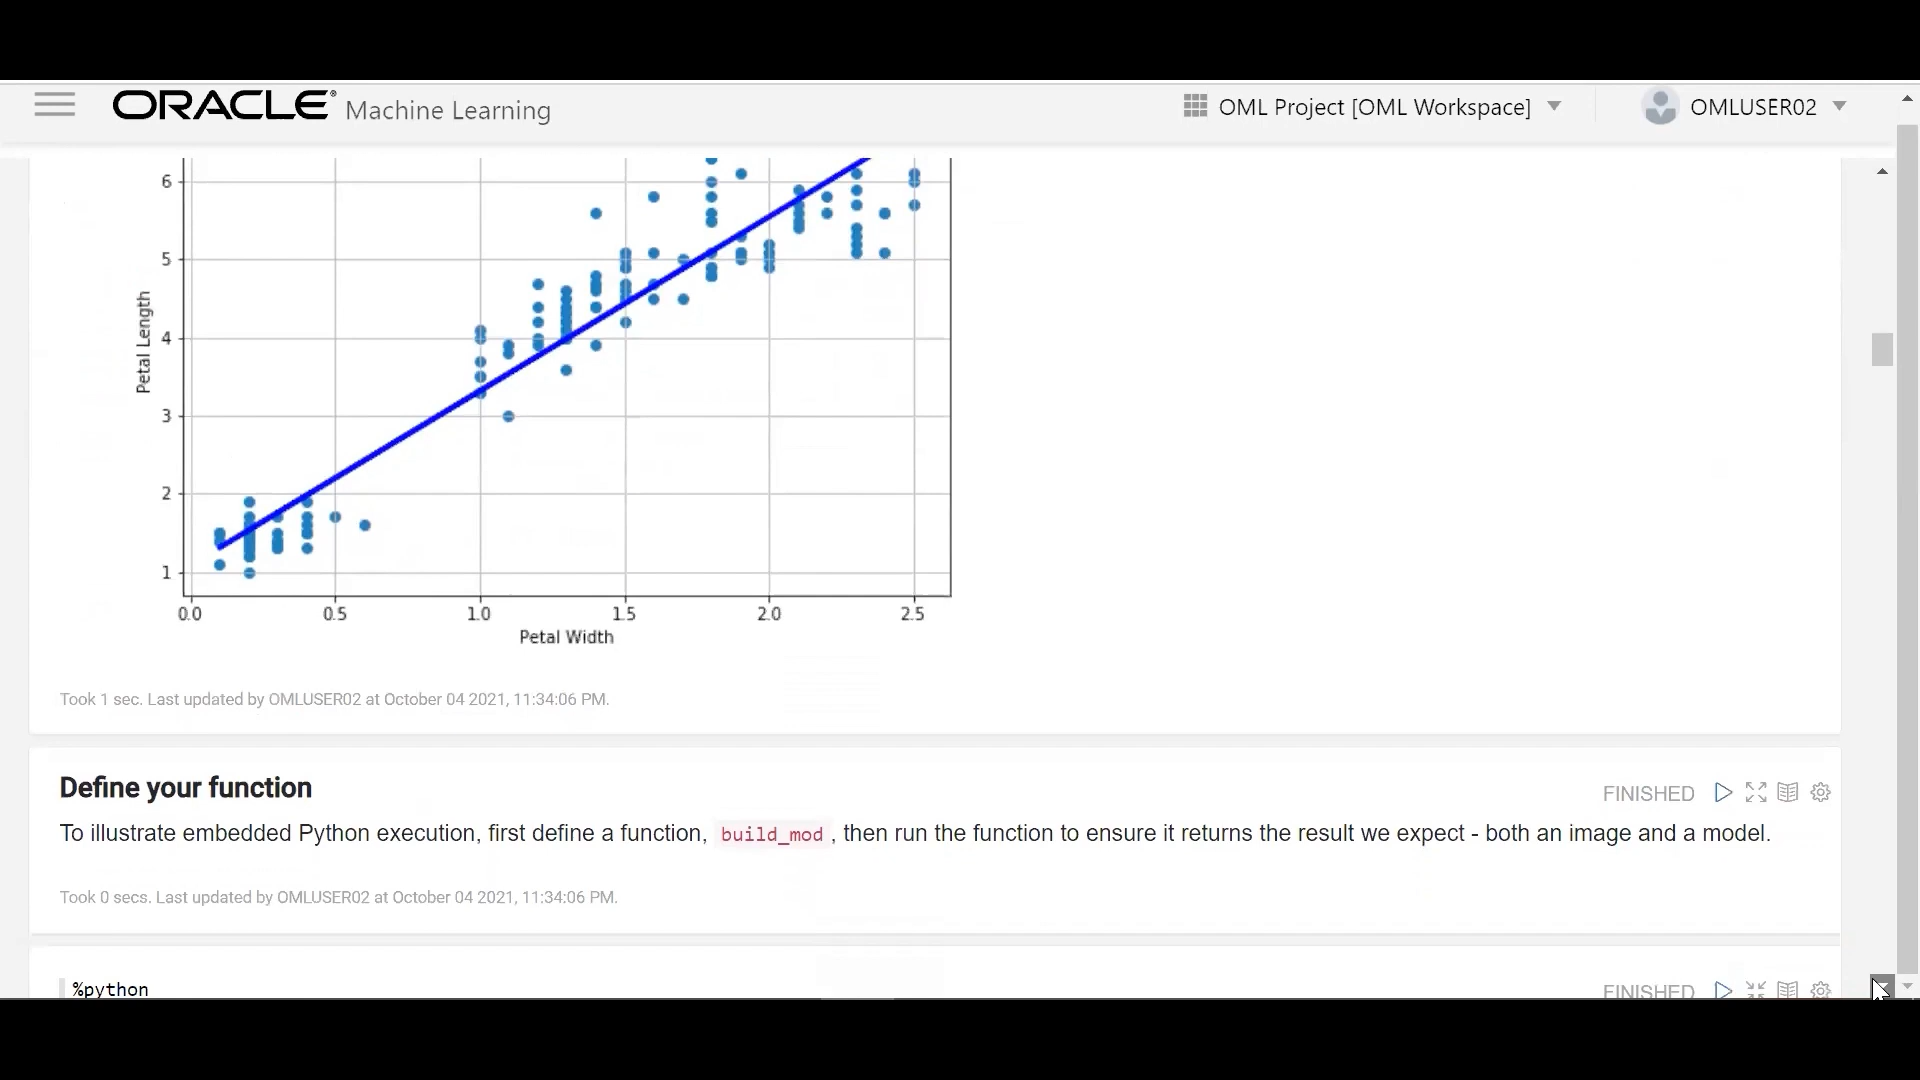 ORACLE® Machine Learning
OML Project [OML Workspace]
OMLUSER02
6
5
4
3
2
1
Petal Length
0.0 0.5 1.0 1.5 2.0 2.5
Petal Width
Took 1 sec. Last updated by OMLUSER02 at October 04 2021, 11:34:06 PM.
Define your function
FINISHED
To illustrate embedded Python execution, first define a function, build_mod , then run the function to ensure it returns the result we expect - both an image and a model.
Took 0 secs. Last updated by OMLUSER02 at October 04 2021, 11:34:06 PM.
%python
FINISHED